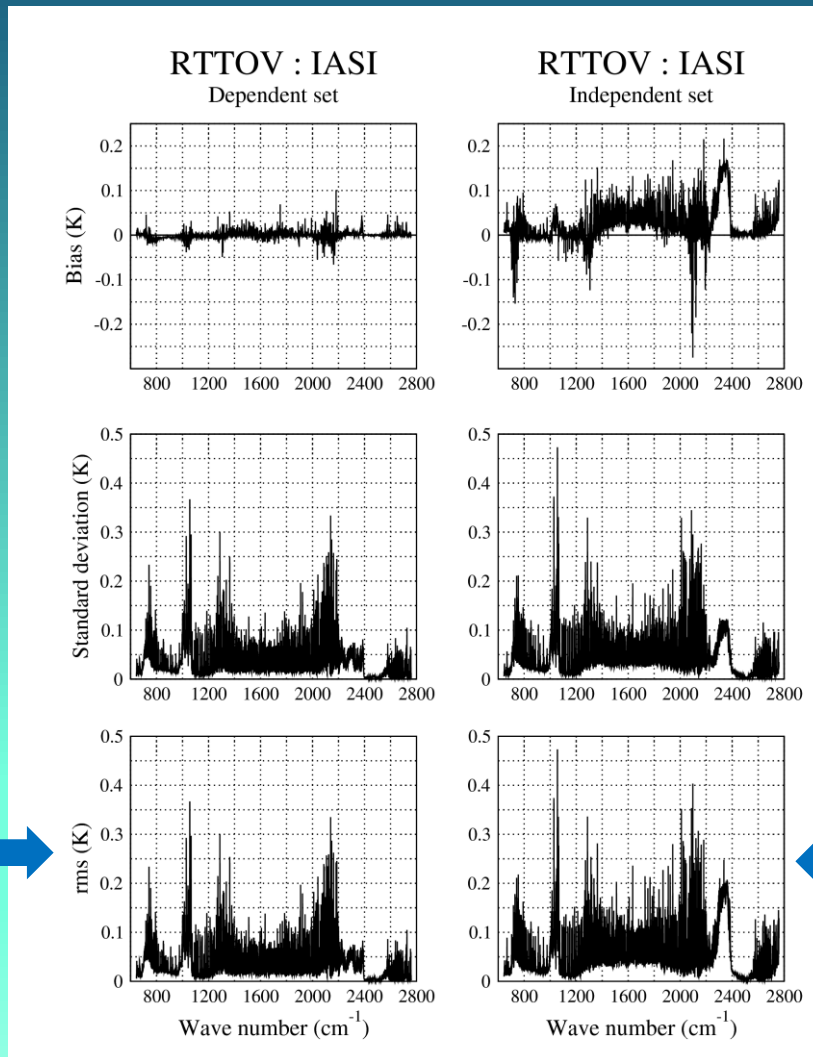 RTTOV : IASI
Dependent set
RTTOV : IASI
Independent set
Bias (K)
0.2
0.1
0
-0.1
-0.2
800 1200 1600 2000 2400 2800
0.2
0.1
0
-0.1
-0.2
800 1200 1600 2000 2400 2800
Standard deviation (K)
0.5
0.4
0.3
0.2
0.1
0
800 1200 1600 2000 2400 2800
0.5
0.4
0.3
0.2
0.1
0
800 1200 1600 2000 2400 2800
rms (K)
0.5
0.4
0.3
0.2
0.1
0
800 1200 1600 2000 2400 2800
Wave number (cm⁻¹)
0.5
0.4
0.3
0.2
0.1
0
800 1200 1600 2000 2400 2800
Wave number (cm⁻¹)